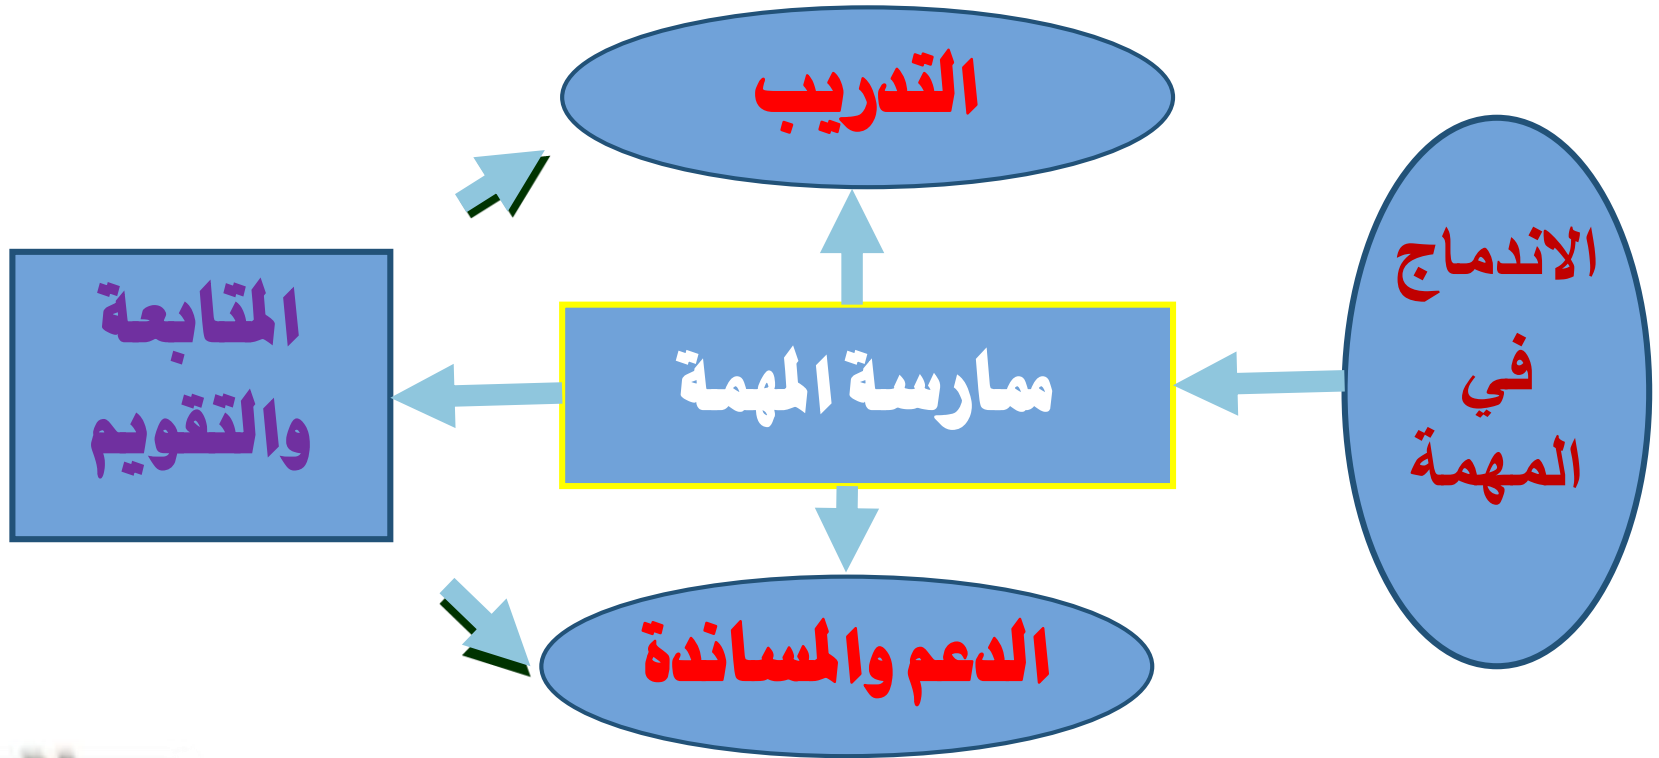 التدريب
الاندماج
في
المهمة
ممارسة المهمة
المتابعة
والتقويم
الدعم والمساندة